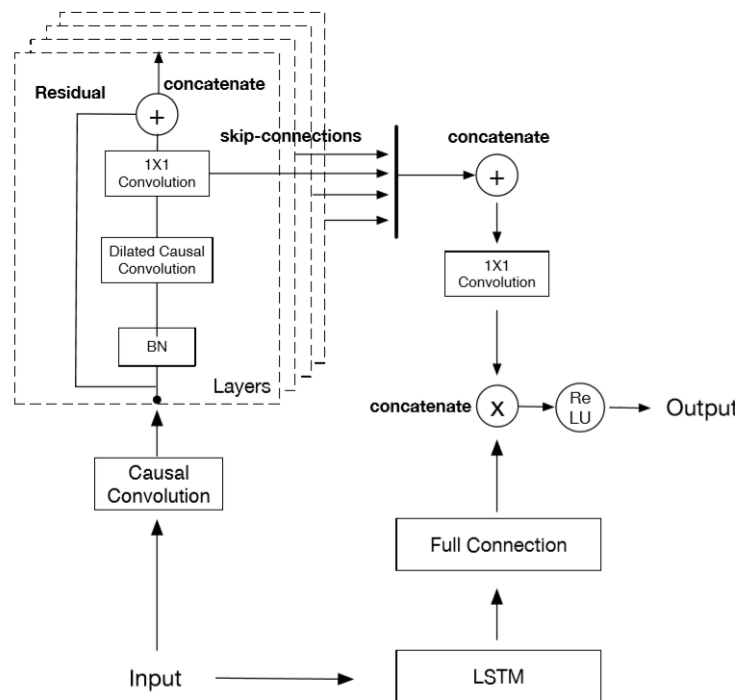 concatenate
Residual
+
skip-connections
concatenate
1X1
Convolution
+
Dilated Causal
Convolution
1X1
Convolution
BN
Layers
concatenate
X
Re
LU
Output
Causal
Convolution
Full Connection
Input
LSTM